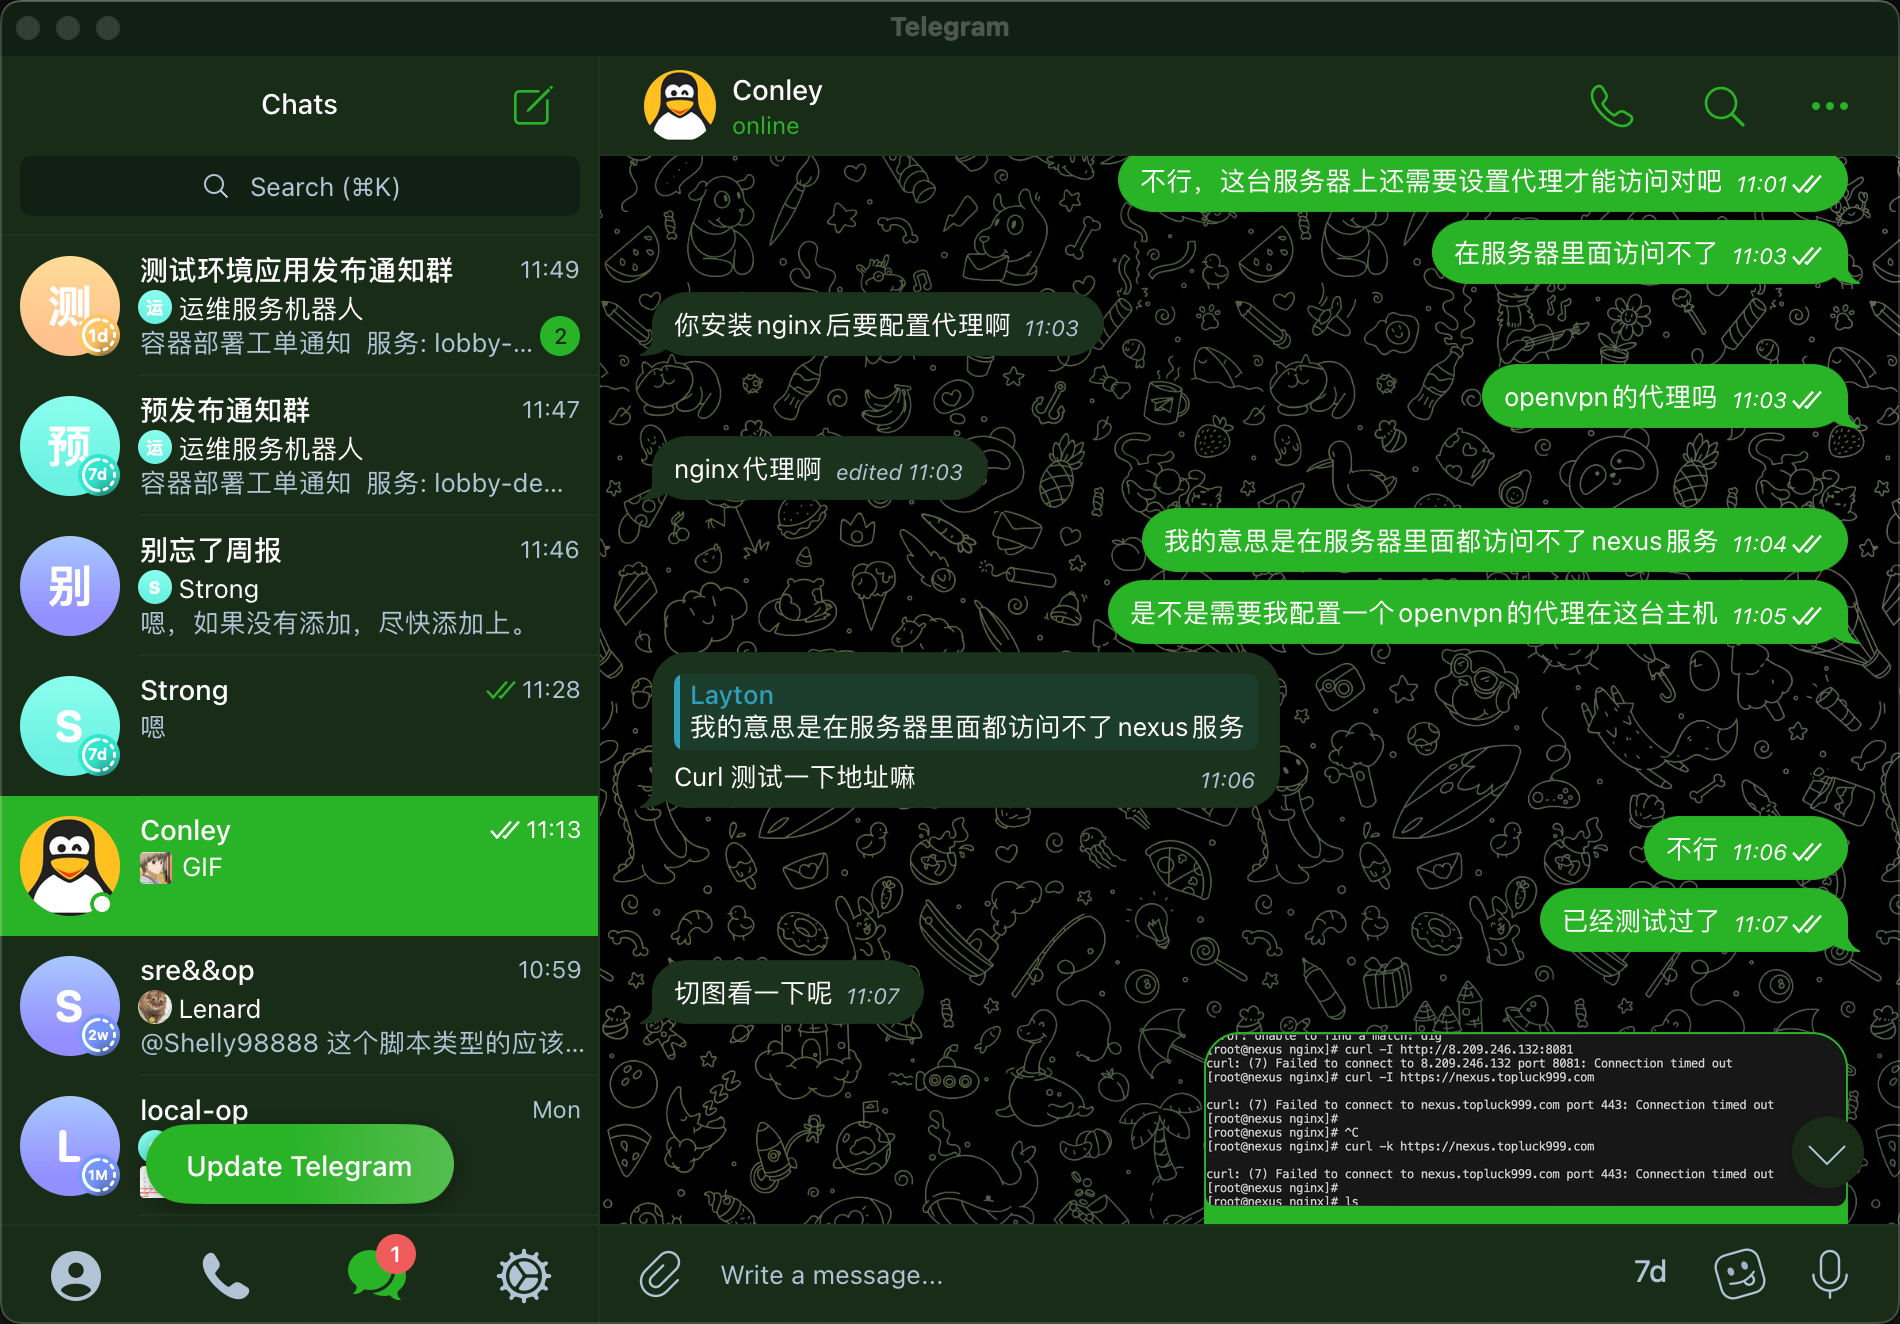 Telegram
Chats
Search (⌘K)
测试环境应用发布通知群 11:49
运 运维服务机器人
容器部署工单通知 服务: lobby-... 2
测 1d
预发布通知群 11:47
运 运维服务机器人
容器部署工单通知 服务: lobby-de...
预 7d
别忘了周报 11:46
S Strong
嗯，如果没有添加，尽快添加上。
别
Strong 11:28
嗯
S 7d
Conley 11:13
GIF
sre&&op 10:59
Lenard
@Shelly98888 这个脚本类型的应该...
S 2w
local-op Mon
L 1M
Update Telegram
1
Conley
online
不行，这台服务器上还需要设置代理才能访问对吧 11:01
在服务器里面访问不了 11:03
你安装nginx后要配置代理啊 11:03
openvpn的代理吗 11:03
nginx代理啊 edited 11:03
我的意思是在服务器里面都访问不了nexus服务 11:04
是不是需要我配置一个openvpn的代理在这台主机 11:05
Layton
我的意思是在服务器里面都访问不了nexus服务
Curl 测试一下地址嘛 11:06
不行 11:06
已经测试过了 11:07
切图看一下呢 11:07
[root@nexus nginx]# curl -I http://8.209.246.132:8081
curl: (7) Failed to connect to 8.209.246.132 port 8081: Connection timed out
[root@nexus nginx]# curl -I https://nexus.topluck999.com
curl: (7) Failed to connect to nexus.topluck999.com port 443: Connection timed out
[root@nexus nginx]#
[root@nexus nginx]# ^C
[root@nexus nginx]# curl -k https://nexus.topluck999.com
curl: (7) Failed to connect to nexus.topluck999.com port 443: Connection timed out
[root@nexus nginx]#
[root@nexus nginx]# ls
Write a message...
7d